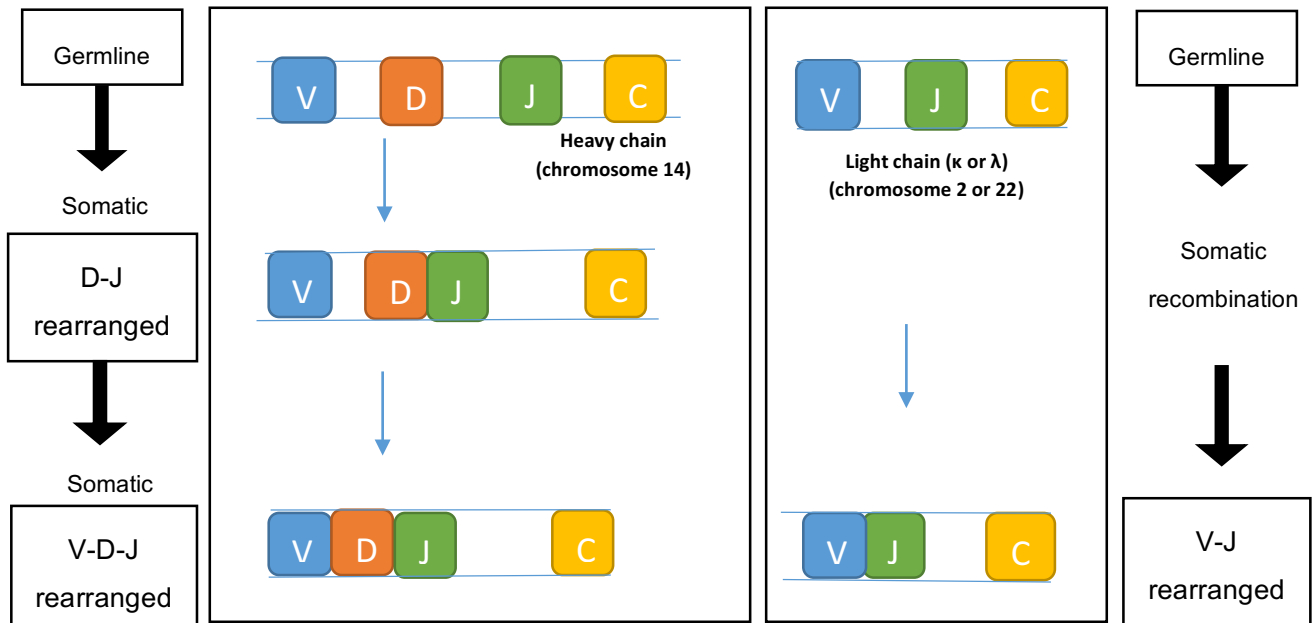 Germline
Somatic
D-J
rearranged
Somatic
V-D-J
rearranged
V D J C
Heavy chain
(chromosome 14)
V D J C
V D J C
V J C
Light chain (κ or λ)
(chromosome 2 or 22)
V J C
Germline
Somatic
recombination
V-J
rearranged